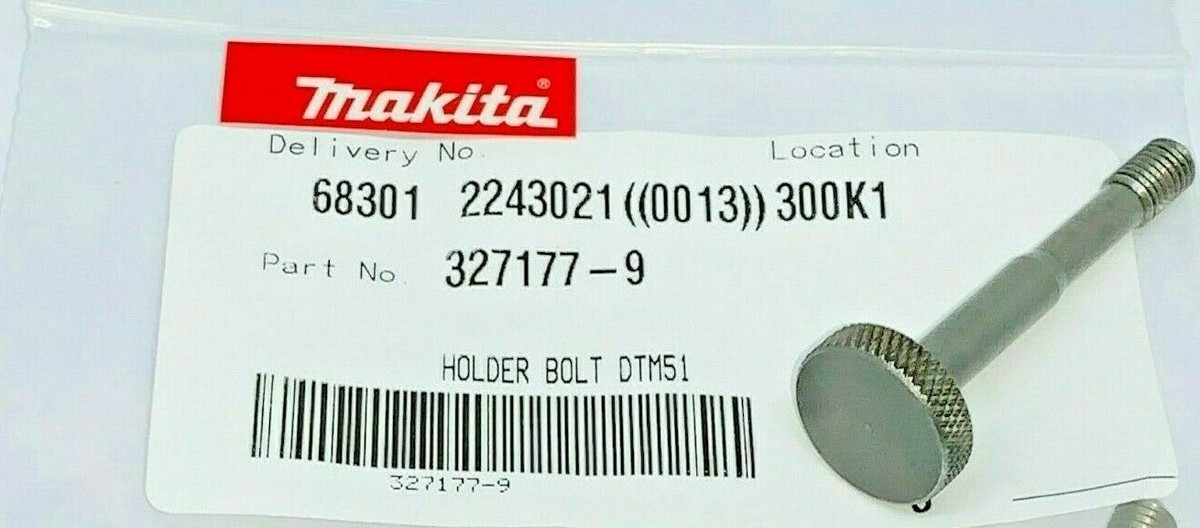 Makita®
Delivery No. Location
68301 2243021((0013))300K1
Part No. 327177-9
HOLDER BOLT DTM51
327177-9